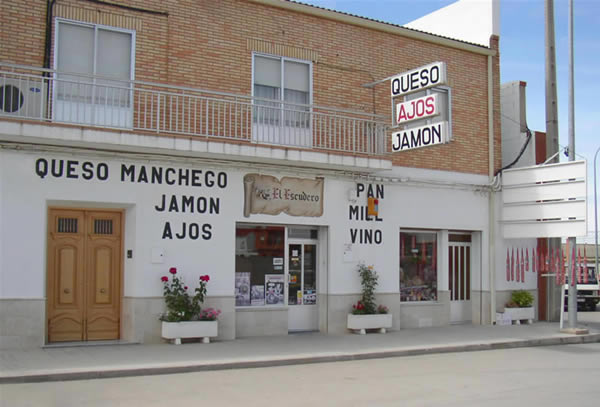 QUESO
AJOS
JAMON
QUESO MANCHEGO
JAMON
AJOS
El Escudero
PAN
MIEL
VINO